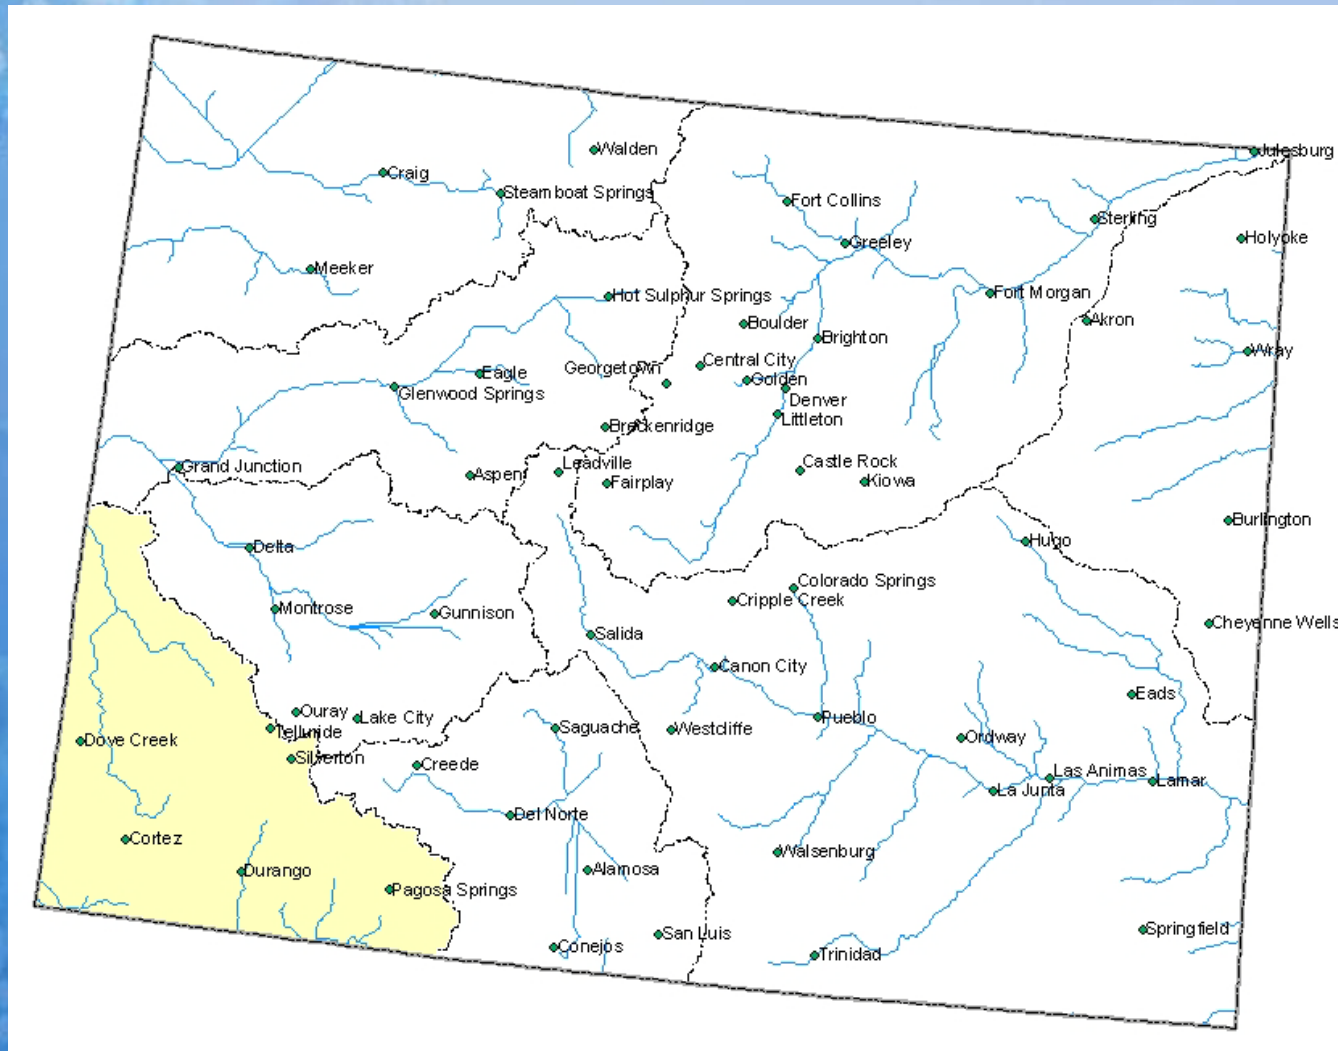 Julesburg
Walden
Craig
Steamboat Springs
Fort Collins
Sterling
Holyoke
Greeley
Meeker
Hot Sulphur Springs
Fort Morgan
Boulder
Akron
Brighton
Wray
Central City
Georgetown
Eagle
Golden
Glenwood Springs
Denver
Littleton
Breckenridge
Leadville
Castle Rock
Grand Junction
Aspen
Fairplay
Kiowa
Burlington
Hugo
Delta
Colorado Springs
Cripple Creek
Montrose
Gunnison
Cheyenne Wells
Salida
Canon City
Eads
Ouray
Lake City
Pueblo
Telluride
Saguache
Westcliffe
Ordway
Dove Creek
Silverton
Creede
Las Animas
Lamar
La Junta
Del Norte
Cortez
Walsenburg
Durango
Alamosa
Pagosa Springs
San Luis
Springfield
Conejos
Trinidad